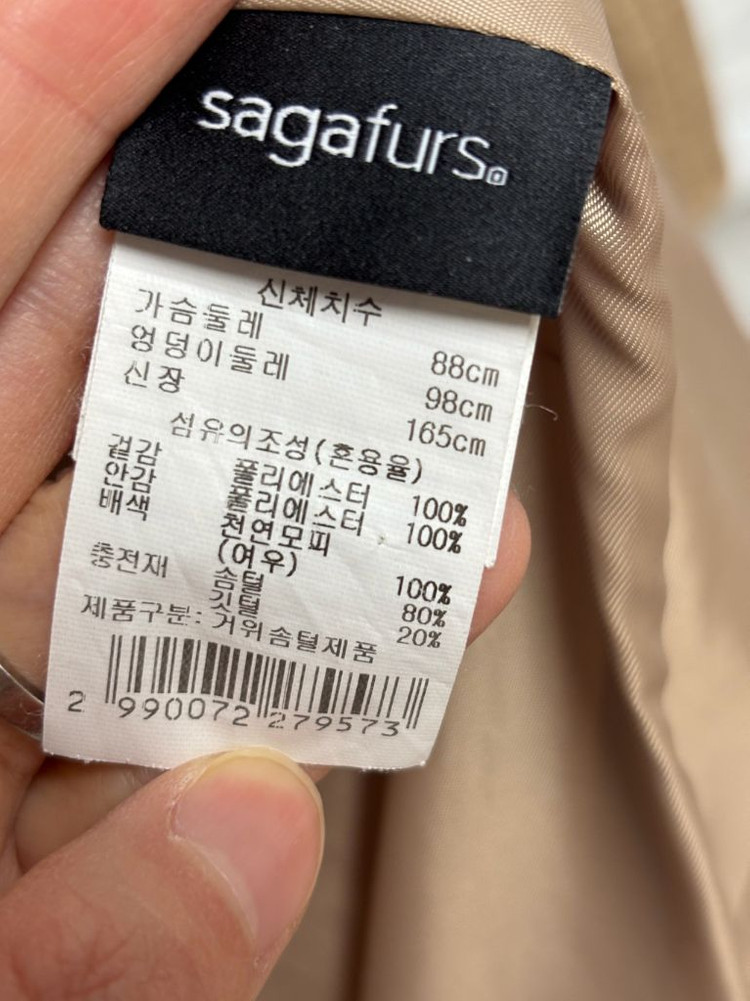 sagafurs®
신체치수
가슴둘레 88cm
엉덩이둘레 98cm
신장 165cm
섬유의조성(혼용율)
겉감 폴리에스터 100%
안감 폴리에스터 100%
배색 천연모피
(여우) 100%
충전재 솜털 80%
깃털 20%
제품구분: 거위솜털제품
2 990072 279573